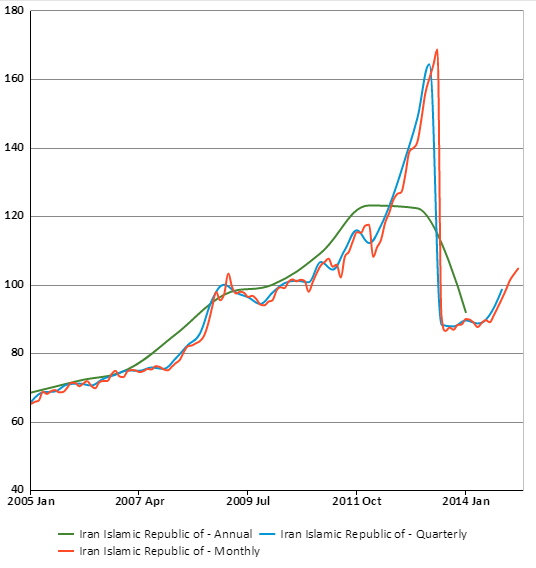 180
160
140
120
100
80
60
40
2005 Jan 2007 Apr 2009 Jul 2011 Oct 2014 Jan
Iran Islamic Republic of - Annual Iran Islamic Republic of - Quarterly
Iran Islamic Republic of - Monthly